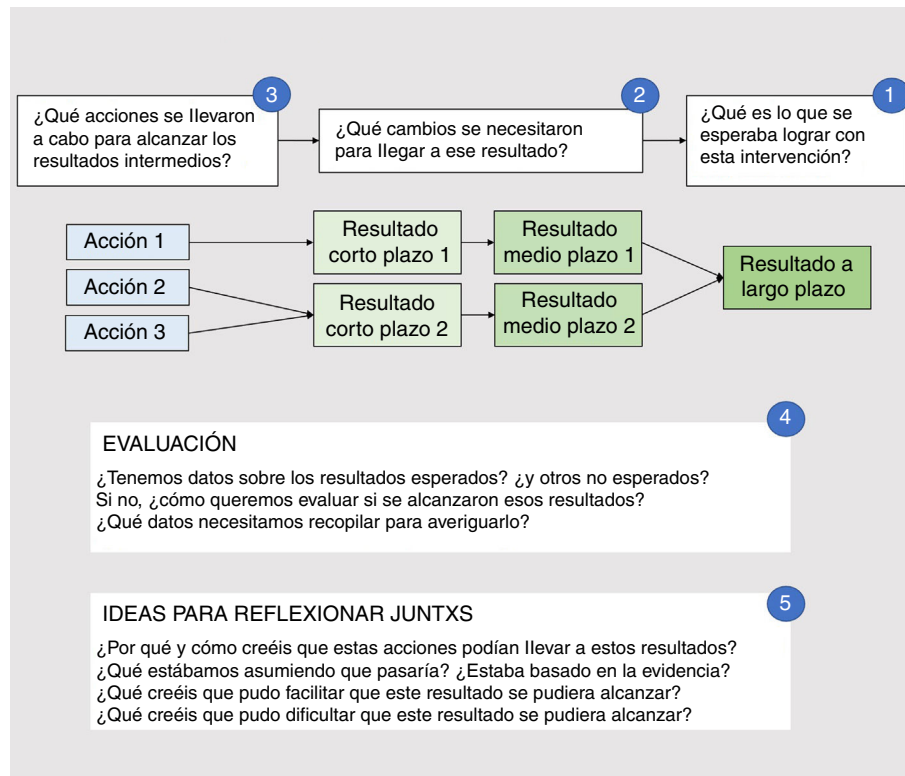 3
¿Qué acciones se llevaron
a cabo para alcanzar los
resultados intermedios?
2
¿Qué cambios se necesitaron
para llegar a ese resultado?
1
¿Qué es lo que se
esperaba lograr con
esta intervención?
Acción 1
Acción 2
Acción 3
Resultado
corto plazo 1
Resultado
corto plazo 2
Resultado
medio plazo 1
Resultado
medio plazo 2
Resultado a
largo plazo
4
EVALUACIÓN
¿Tenemos datos sobre los resultados esperados? ¿y otros no esperados?
Si no, ¿cómo queremos evaluar si se alcanzaron esos resultados?
¿Qué datos necesitamos recopilar para averiguarlo?
5
IDEAS PARA REFLEXIONAR JUNTXS
¿Por qué y cómo creéis que estas acciones podían llevar a estos resultados?
¿Qué estábamos asumiendo que pasaría? ¿Estaba basado en la evidencia?
¿Qué creéis que pudo facilitar que este resultado se pudiera alcanzar?
¿Qué creéis que pudo dificultar que este resultado se pudiera alcanzar?